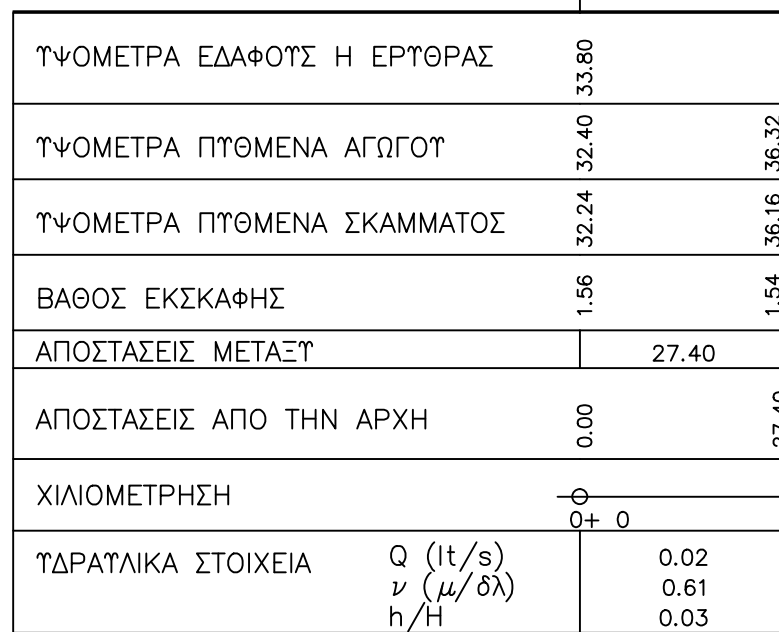 ΥΨΟΜΕΤΡΑ ΕΔΑΦΟΥΣ Η ΕΡΥΘΡΑΣ 33.80
ΥΨΟΜΕΤΡΑ ΠΥΘΜΕΝΑ ΑΓΩΓΟΥ 32.40 36.32
ΥΨΟΜΕΤΡΑ ΠΥΘΜΕΝΑ ΣΚΑΜΜΑΤΟΣ 32.24 36.16
ΒΑΘΟΣ ΕΚΣΚΑΦΗΣ 1.56 1.54
ΑΠΟΣΤΑΣΕΙΣ ΜΕΤΑΞΥ 27.40
ΑΠΟΣΤΑΣΕΙΣ ΑΠΟ ΤΗΝ ΑΡΧΗ 0.00 27.40
ΧΙΛΙΟΜΕΤΡΗΣΗ
0+ 0
ΥΔΡΑΥΛΙΚΑ ΣΤΟΙΧΕΙΑ Q (lt/s) 0.02
ν (μ/δλ) 0.61
h/H 0.03